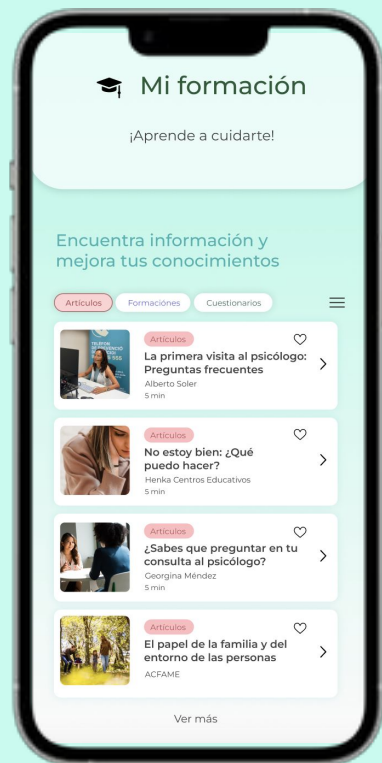 Mi formación
¡Aprende a cuidarte!
Encuentra información y
mejora tus conocimientos
Artículos
Formaciónes
Cuestionarios
Artículos
La primera visita al psicólogo:
Preguntas frecuentes
Alberto Soler
5 min
Artículos
No estoy bien: ¿Qué
puedo hacer?
Henka Centros Educativos
5 min
Artículos
¿Sabes que preguntar en tu
consulta al psicólogo?
Georgina Méndez
5 min
Artículos
El papel de la familia y del
entorno de las personas
ACFAME
Ver más